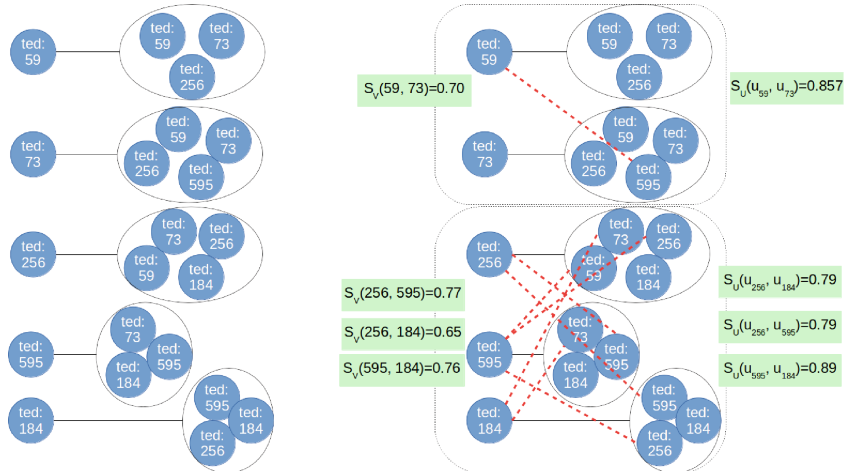 ted:
59
ted:
59
ted:
73
ted:
256
ted:
73
ted:
59
ted:
73
ted:
256
ted:
595
ted:
256
ted:
73
ted:
256
ted:
59
ted:
184
ted:
595
ted:
73
ted:
595
ted:
184
ted:
184
ted:
595
ted:
184
ted:
256
ted:
59
ted:
59
ted:
73
ted:
256
S_V(59, 73)=0.70
S_U(u_59, u_73)=0.857
ted:
73
ted:
59
ted:
73
ted:
256
ted:
595
ted:
256
ted:
73
ted:
256
ted:
59
ted:
184
S_V(256, 595)=0.77
S_V(256, 184)=0.65
S_V(595, 184)=0.76
S_U(u_256, u_184)=0.79
S_U(u_256, u_595)=0.79
S_U(u_595, u_184)=0.89
ted:
595
ted:
73
ted:
595
ted:
184
ted:
184
ted:
595
ted:
184
ted:
256